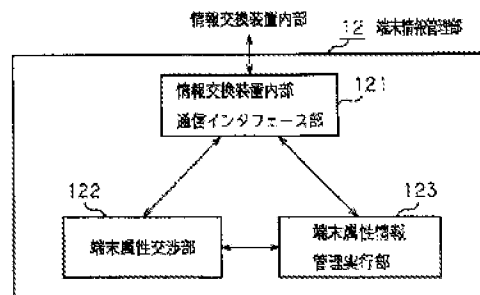 情報交換装置内部
12 端末情報管理部
情報交換装置内部
通信インタフェース部
121
122
端末属性交渉部
123
端末属性情報
管理実行部